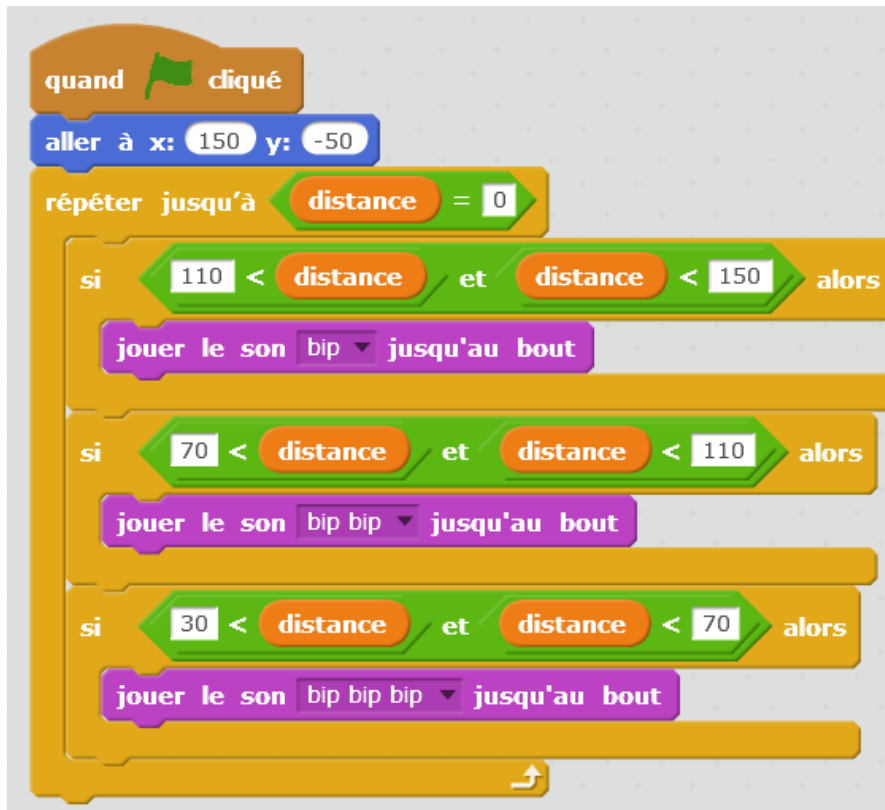 quand cliqué
aller à x: 150 y: -50
répéter jusqu'à distance = 0
si 110 < distance et distance < 150 alors
jouer le son bip jusqu'au bout
si 70 < distance et distance < 110 alors
jouer le son bip bip jusqu'au bout
si 30 < distance et distance < 70 alors
jouer le son bip bip bip jusqu'au bout